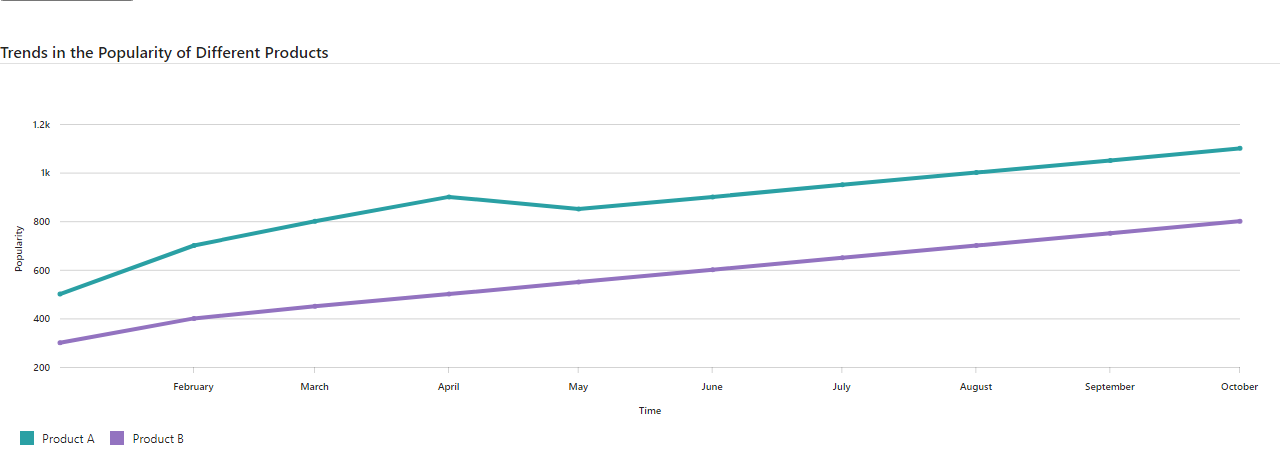 Trends in the Popularity of Different Products
1.2k
1k
800
600
400
200
Popularity
February March April May June July August September October
Time
Product A Product B